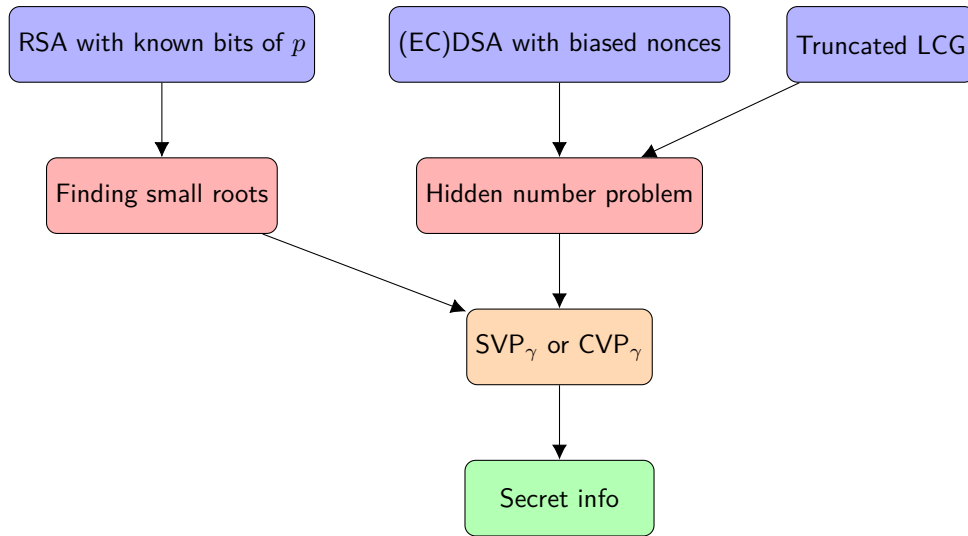 RSA with known bits of p
(EC)DSA with biased nonces
Truncated LCG
Finding small roots
Hidden number problem
SVPγ or CVPγ
Secret info